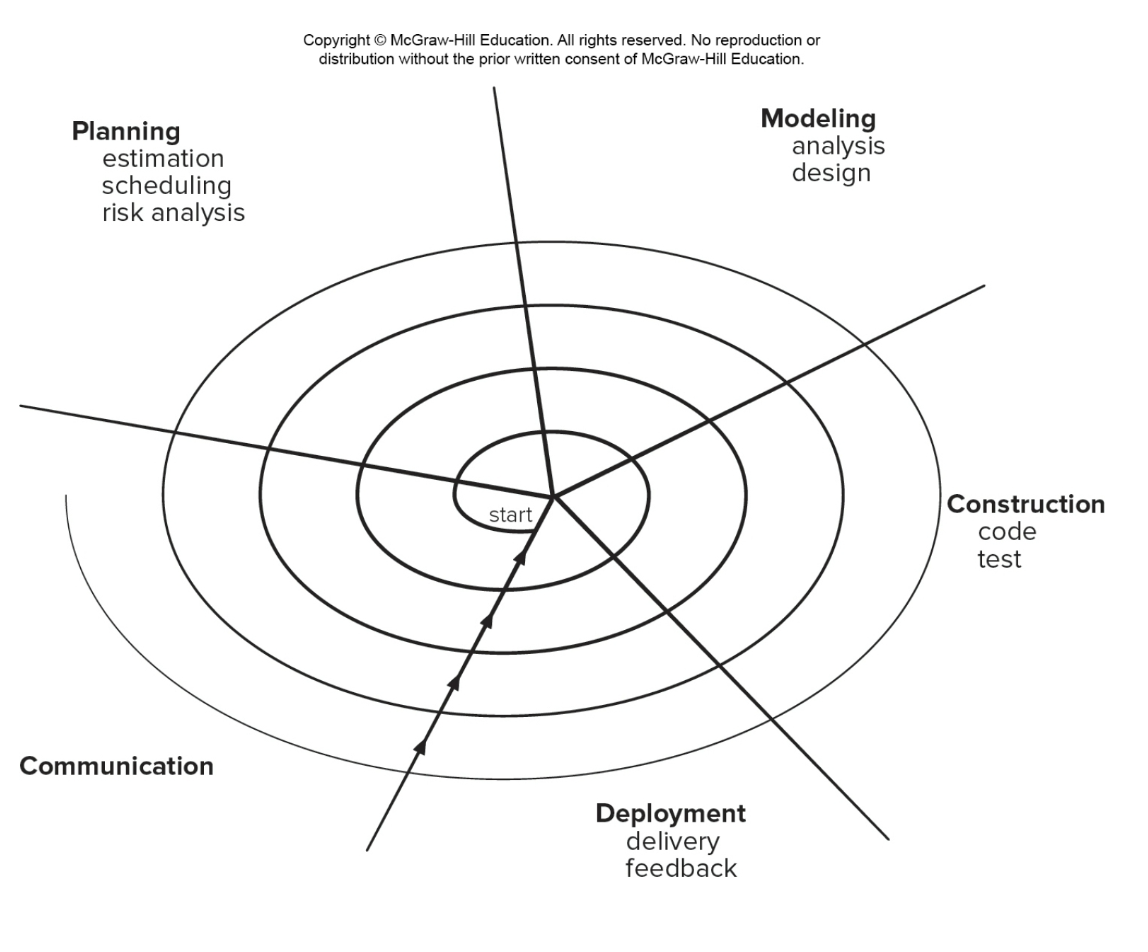 Copyright © McGraw-Hill Education. All rights reserved. No reproduction or
distribution without the prior written consent of McGraw-Hill Education.
Planning
estimation
scheduling
risk analysis
Modeling
analysis
design
start
Construction
code
test
Communication
Deployment
delivery
feedback